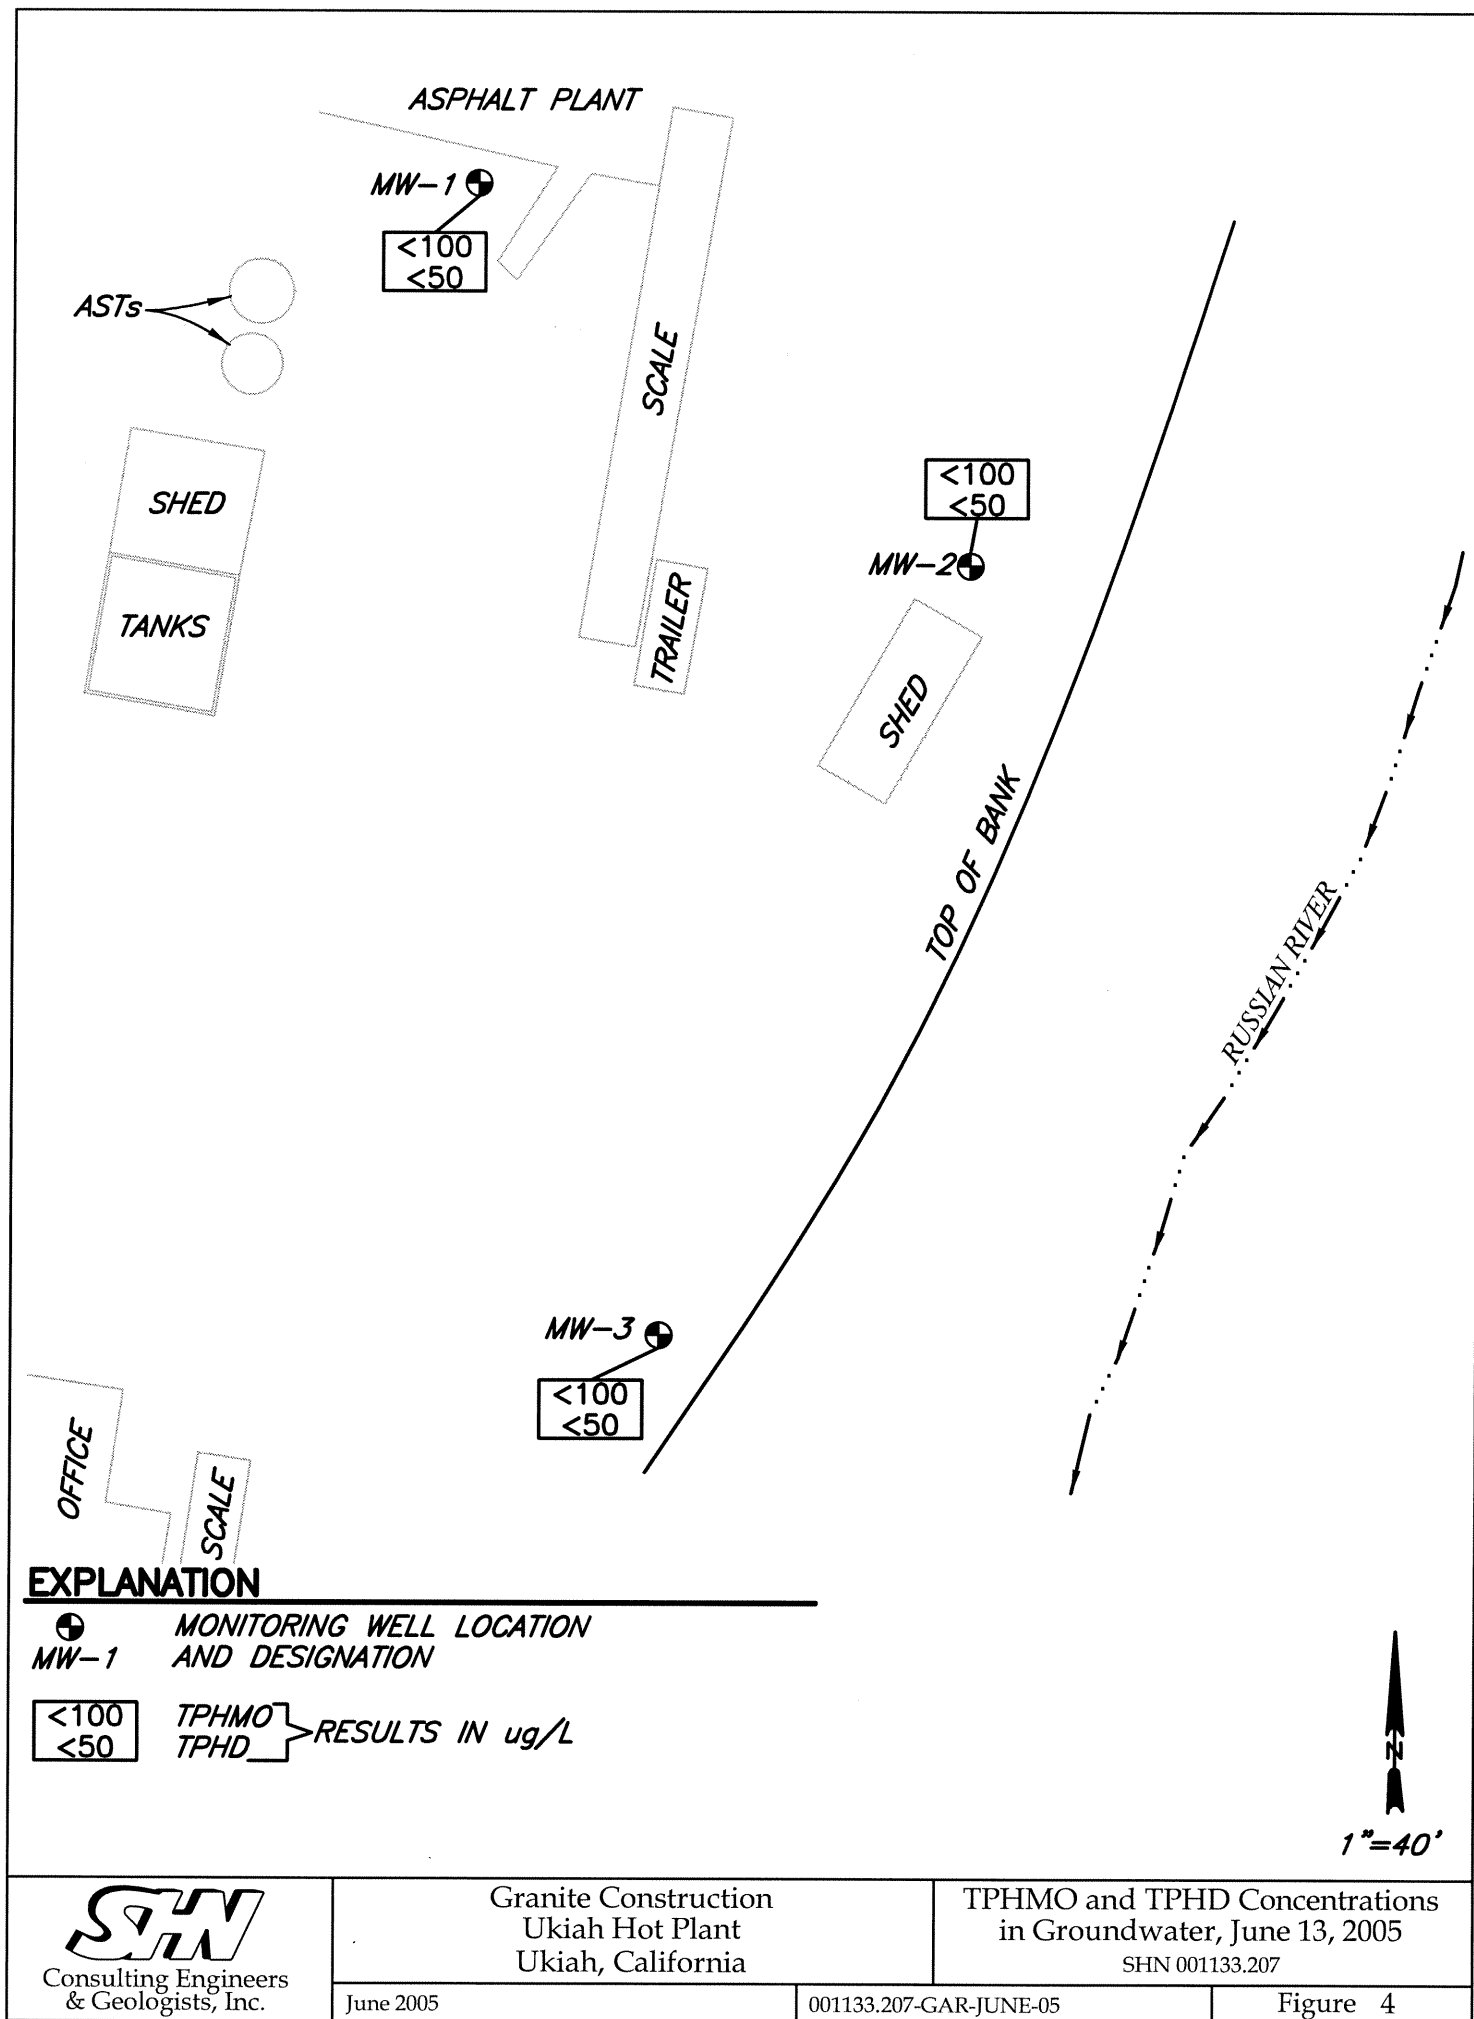 ASPHALT PLANT
MW-1
<100
<50
ASTs
SCALE
<100
<50
SHED
MW-2
TANKS
TRAILER
SHED
TOP OF BANK
RUSSIAN RIVER
MW-3
<100
<50
OFFICE
SCALE
EXPLANATION
MONITORING WELL LOCATION
MW-1 AND DESIGNATION
<100 TPHMO
<50 TPHD
RESULTS IN ug/L
N
1"=40'
SHN
Consulting Engineers
& Geologists, Inc.
Granite Construction
Ukiah Hot Plant
Ukiah, California
TPHMO and TPHD Concentrations
in Groundwater, June 13, 2005
SHN 001133.207
June 2005
001133.207-GAR-JUNE-05
Figure 4